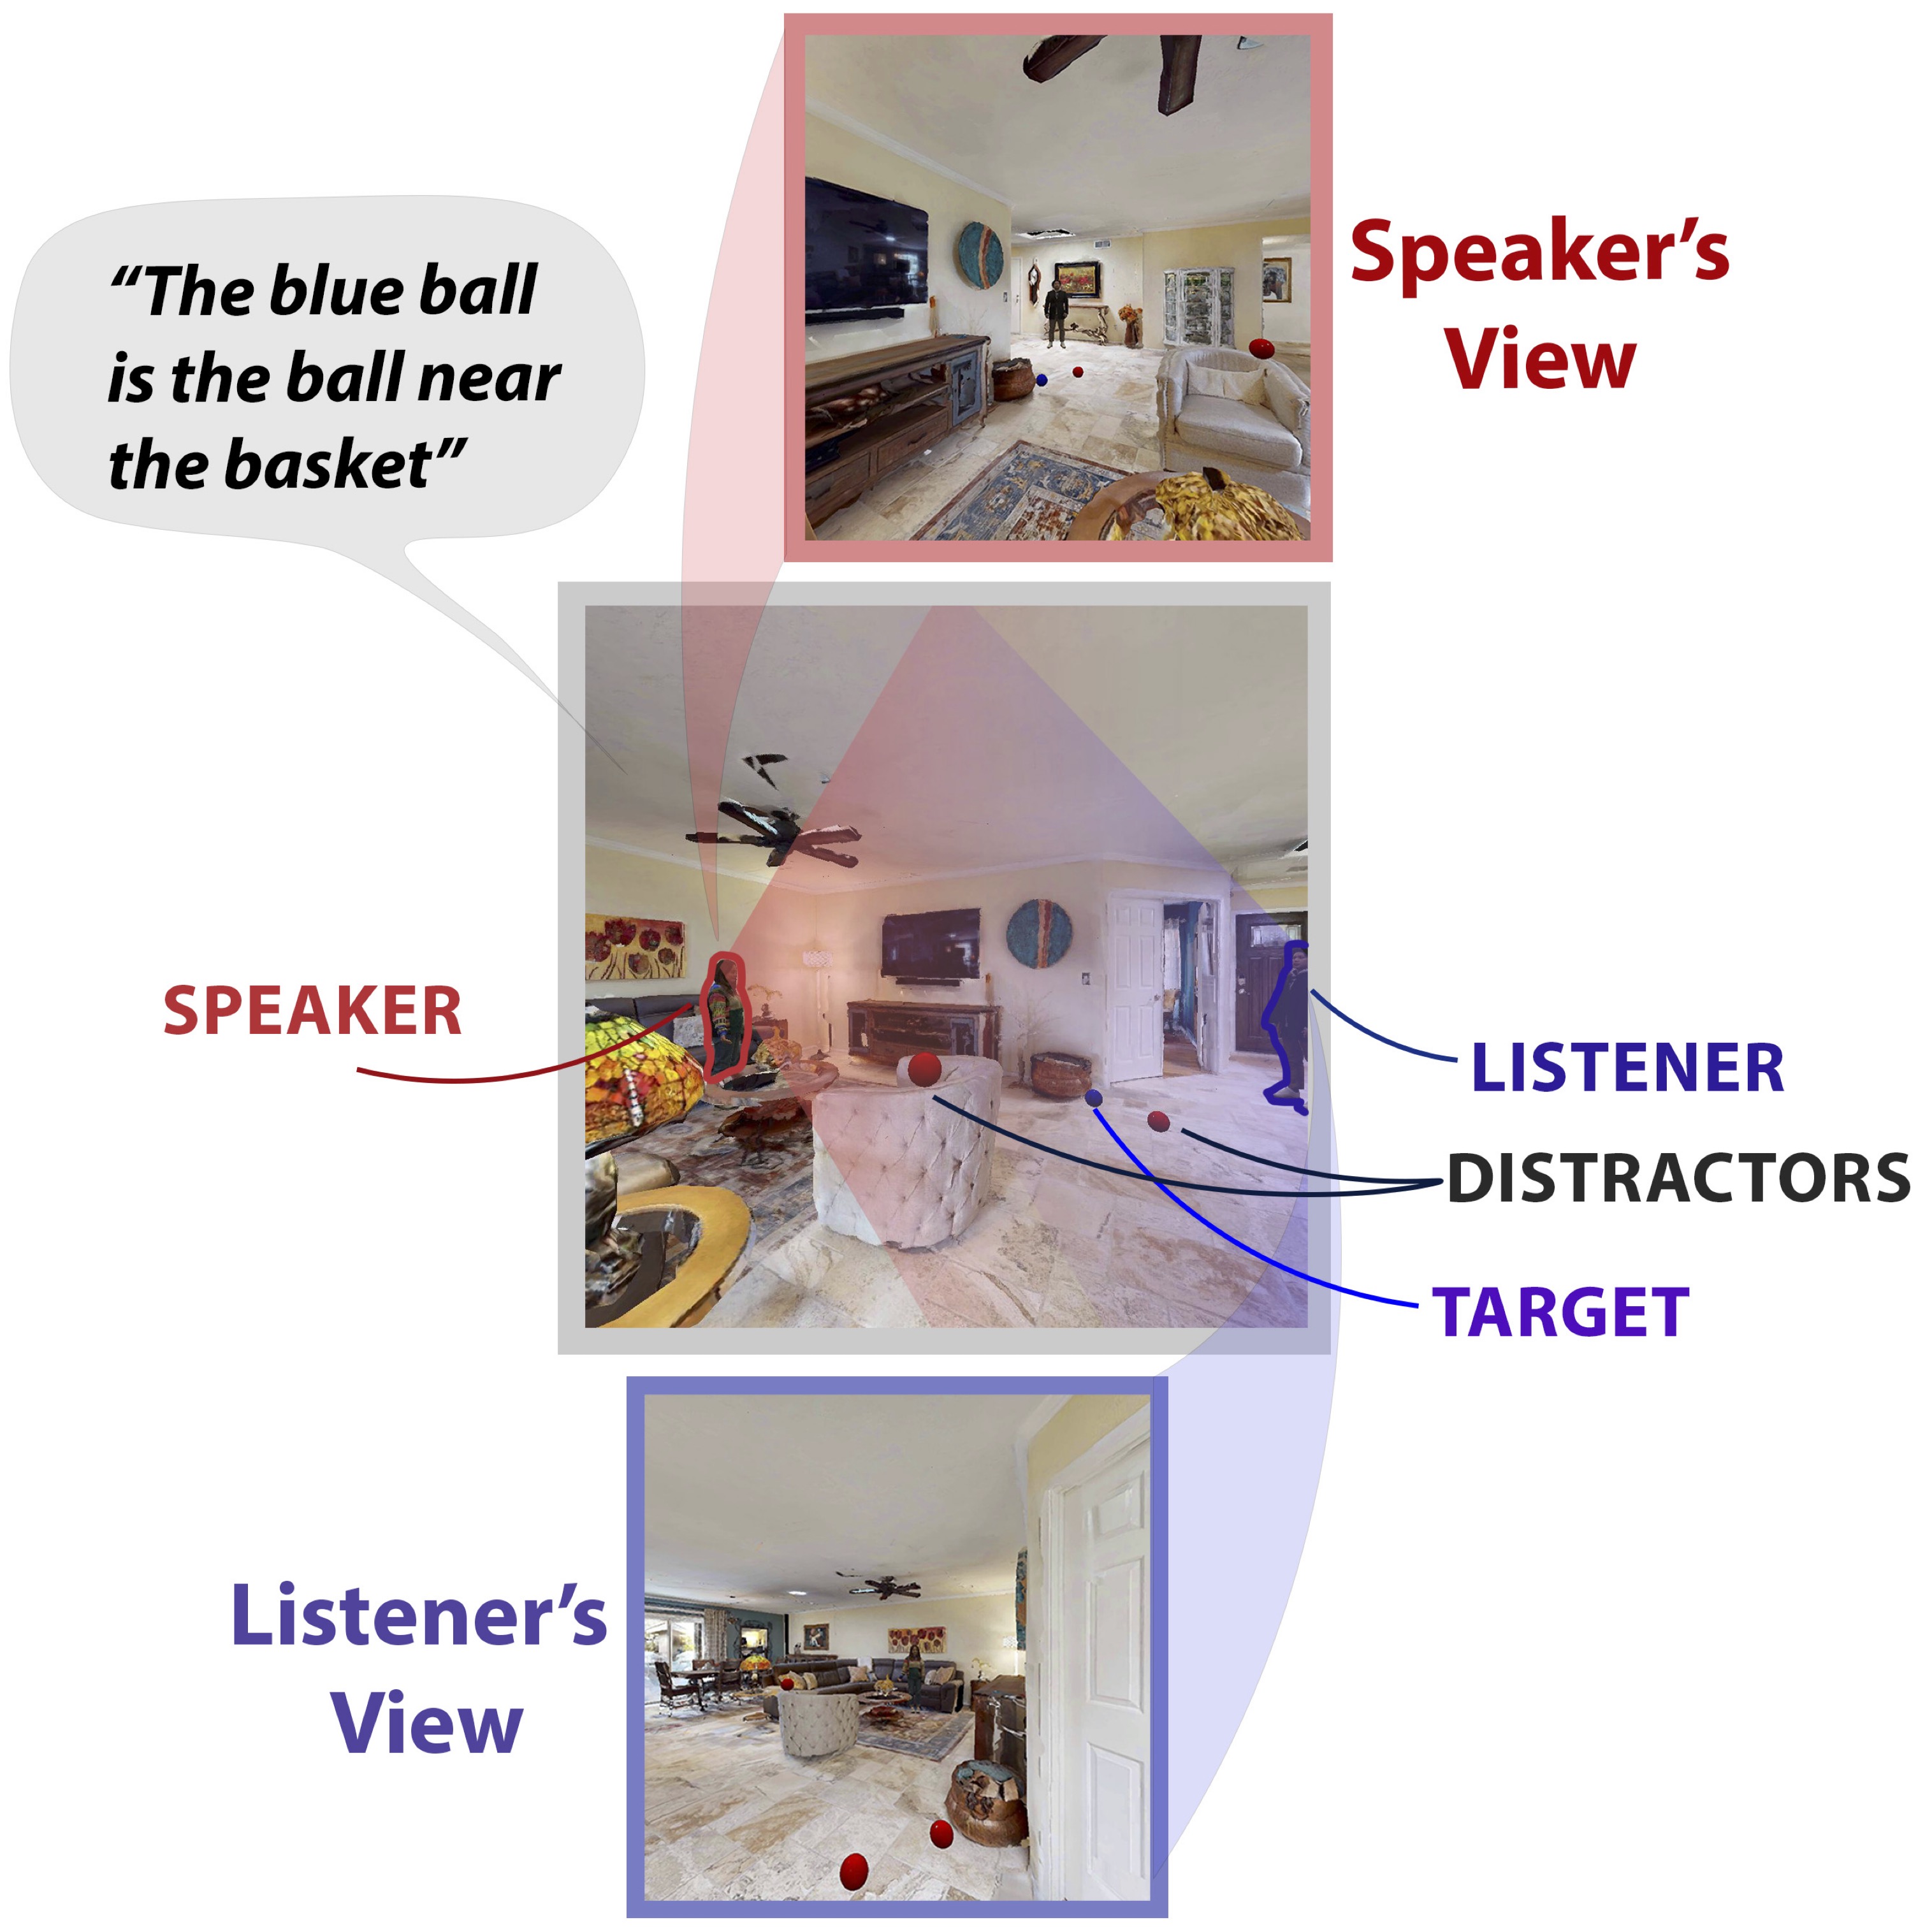 Speaker’s
View
“The blue ball
is the ball near
the basket”
SPEAKER
LISTENER
DISTRACTORS
TARGET
Listener’s
View